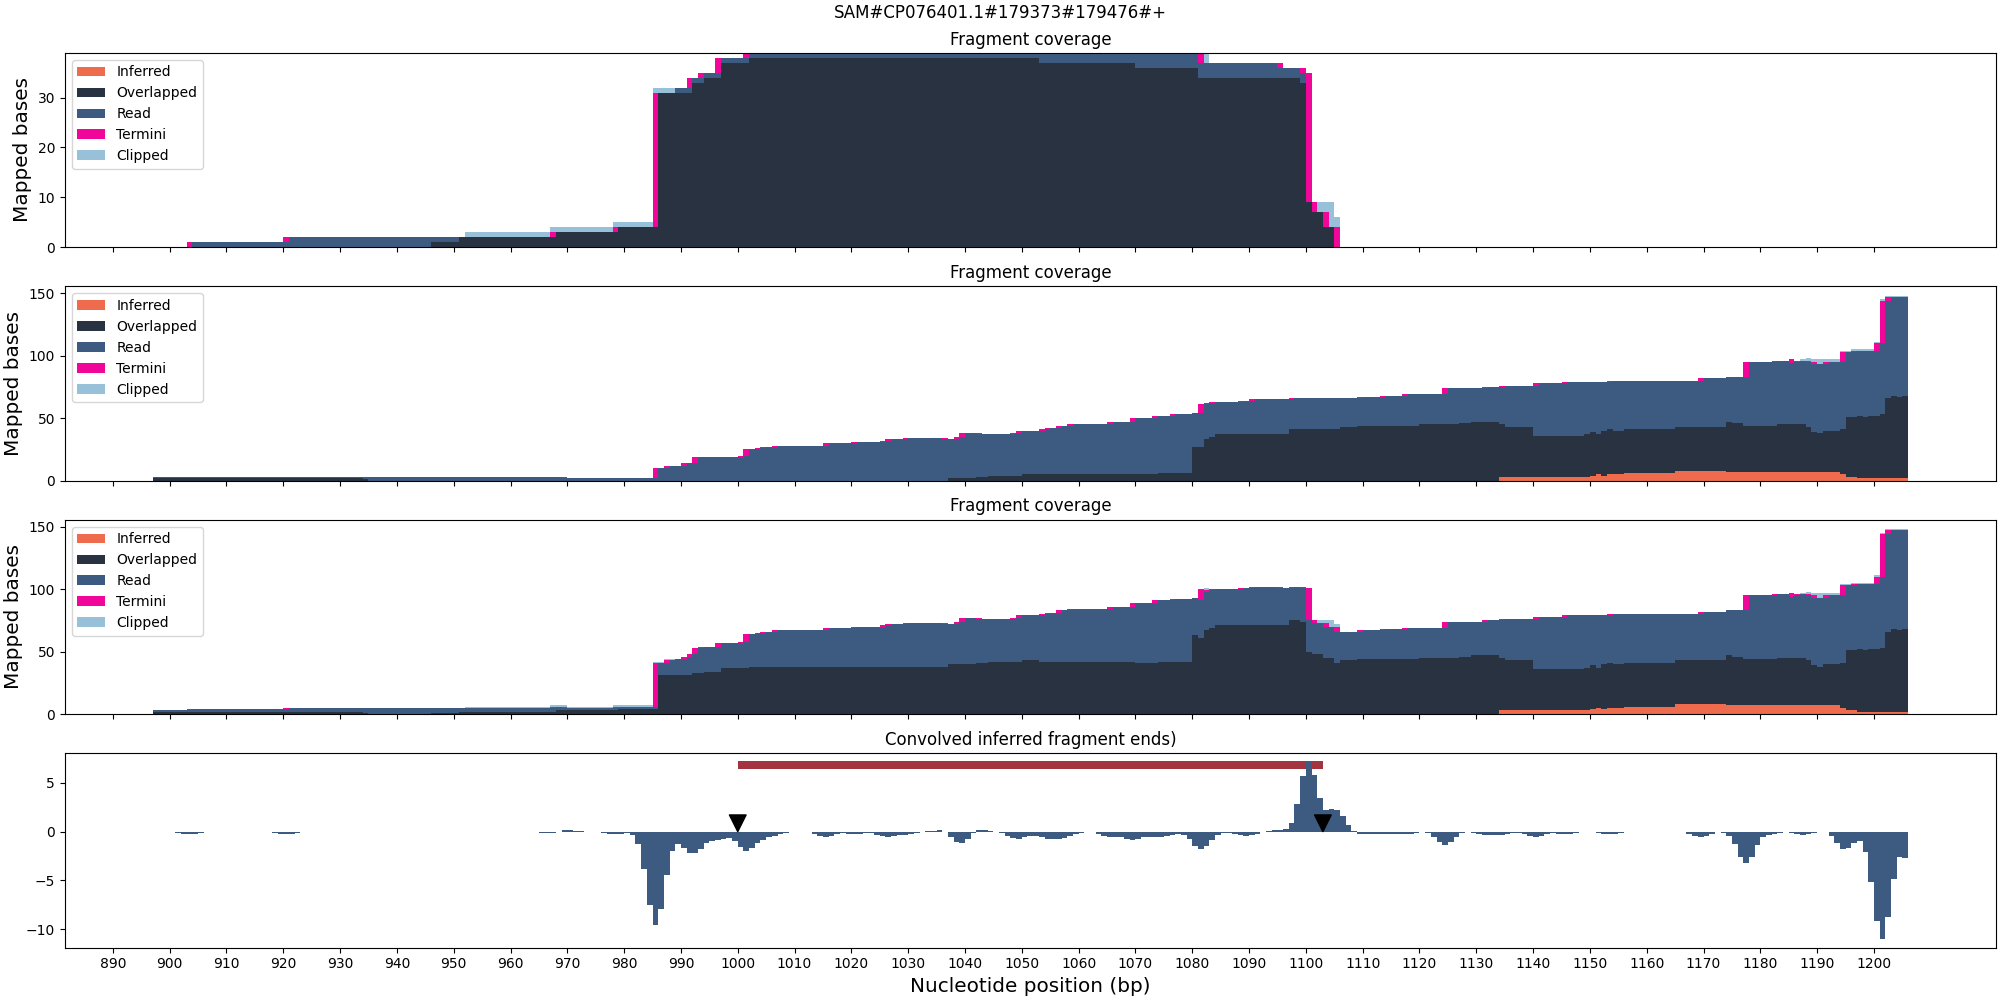 SAM#CP076401.1#179373#179476#+
Fragment coverage
Mapped bases
30
20
10
0
Inferred
Overlapped
Read
Termini
Clipped
Fragment coverage
Mapped bases
150
100
50
0
Inferred
Overlapped
Read
Termini
Clipped
Fragment coverage
Mapped bases
150
100
50
0
Inferred
Overlapped
Read
Termini
Clipped
Convolved inferred fragment ends)
5
0
−5
−10
890 900 910 920 930 940 950 960 970 980 990 1000 1010 1020 1030 1040 1050 1060 1070 1080 1090 1100 1110 1120 1130 1140 1150 1160 1170 1180 1190 1200
Nucleotide position (bp)